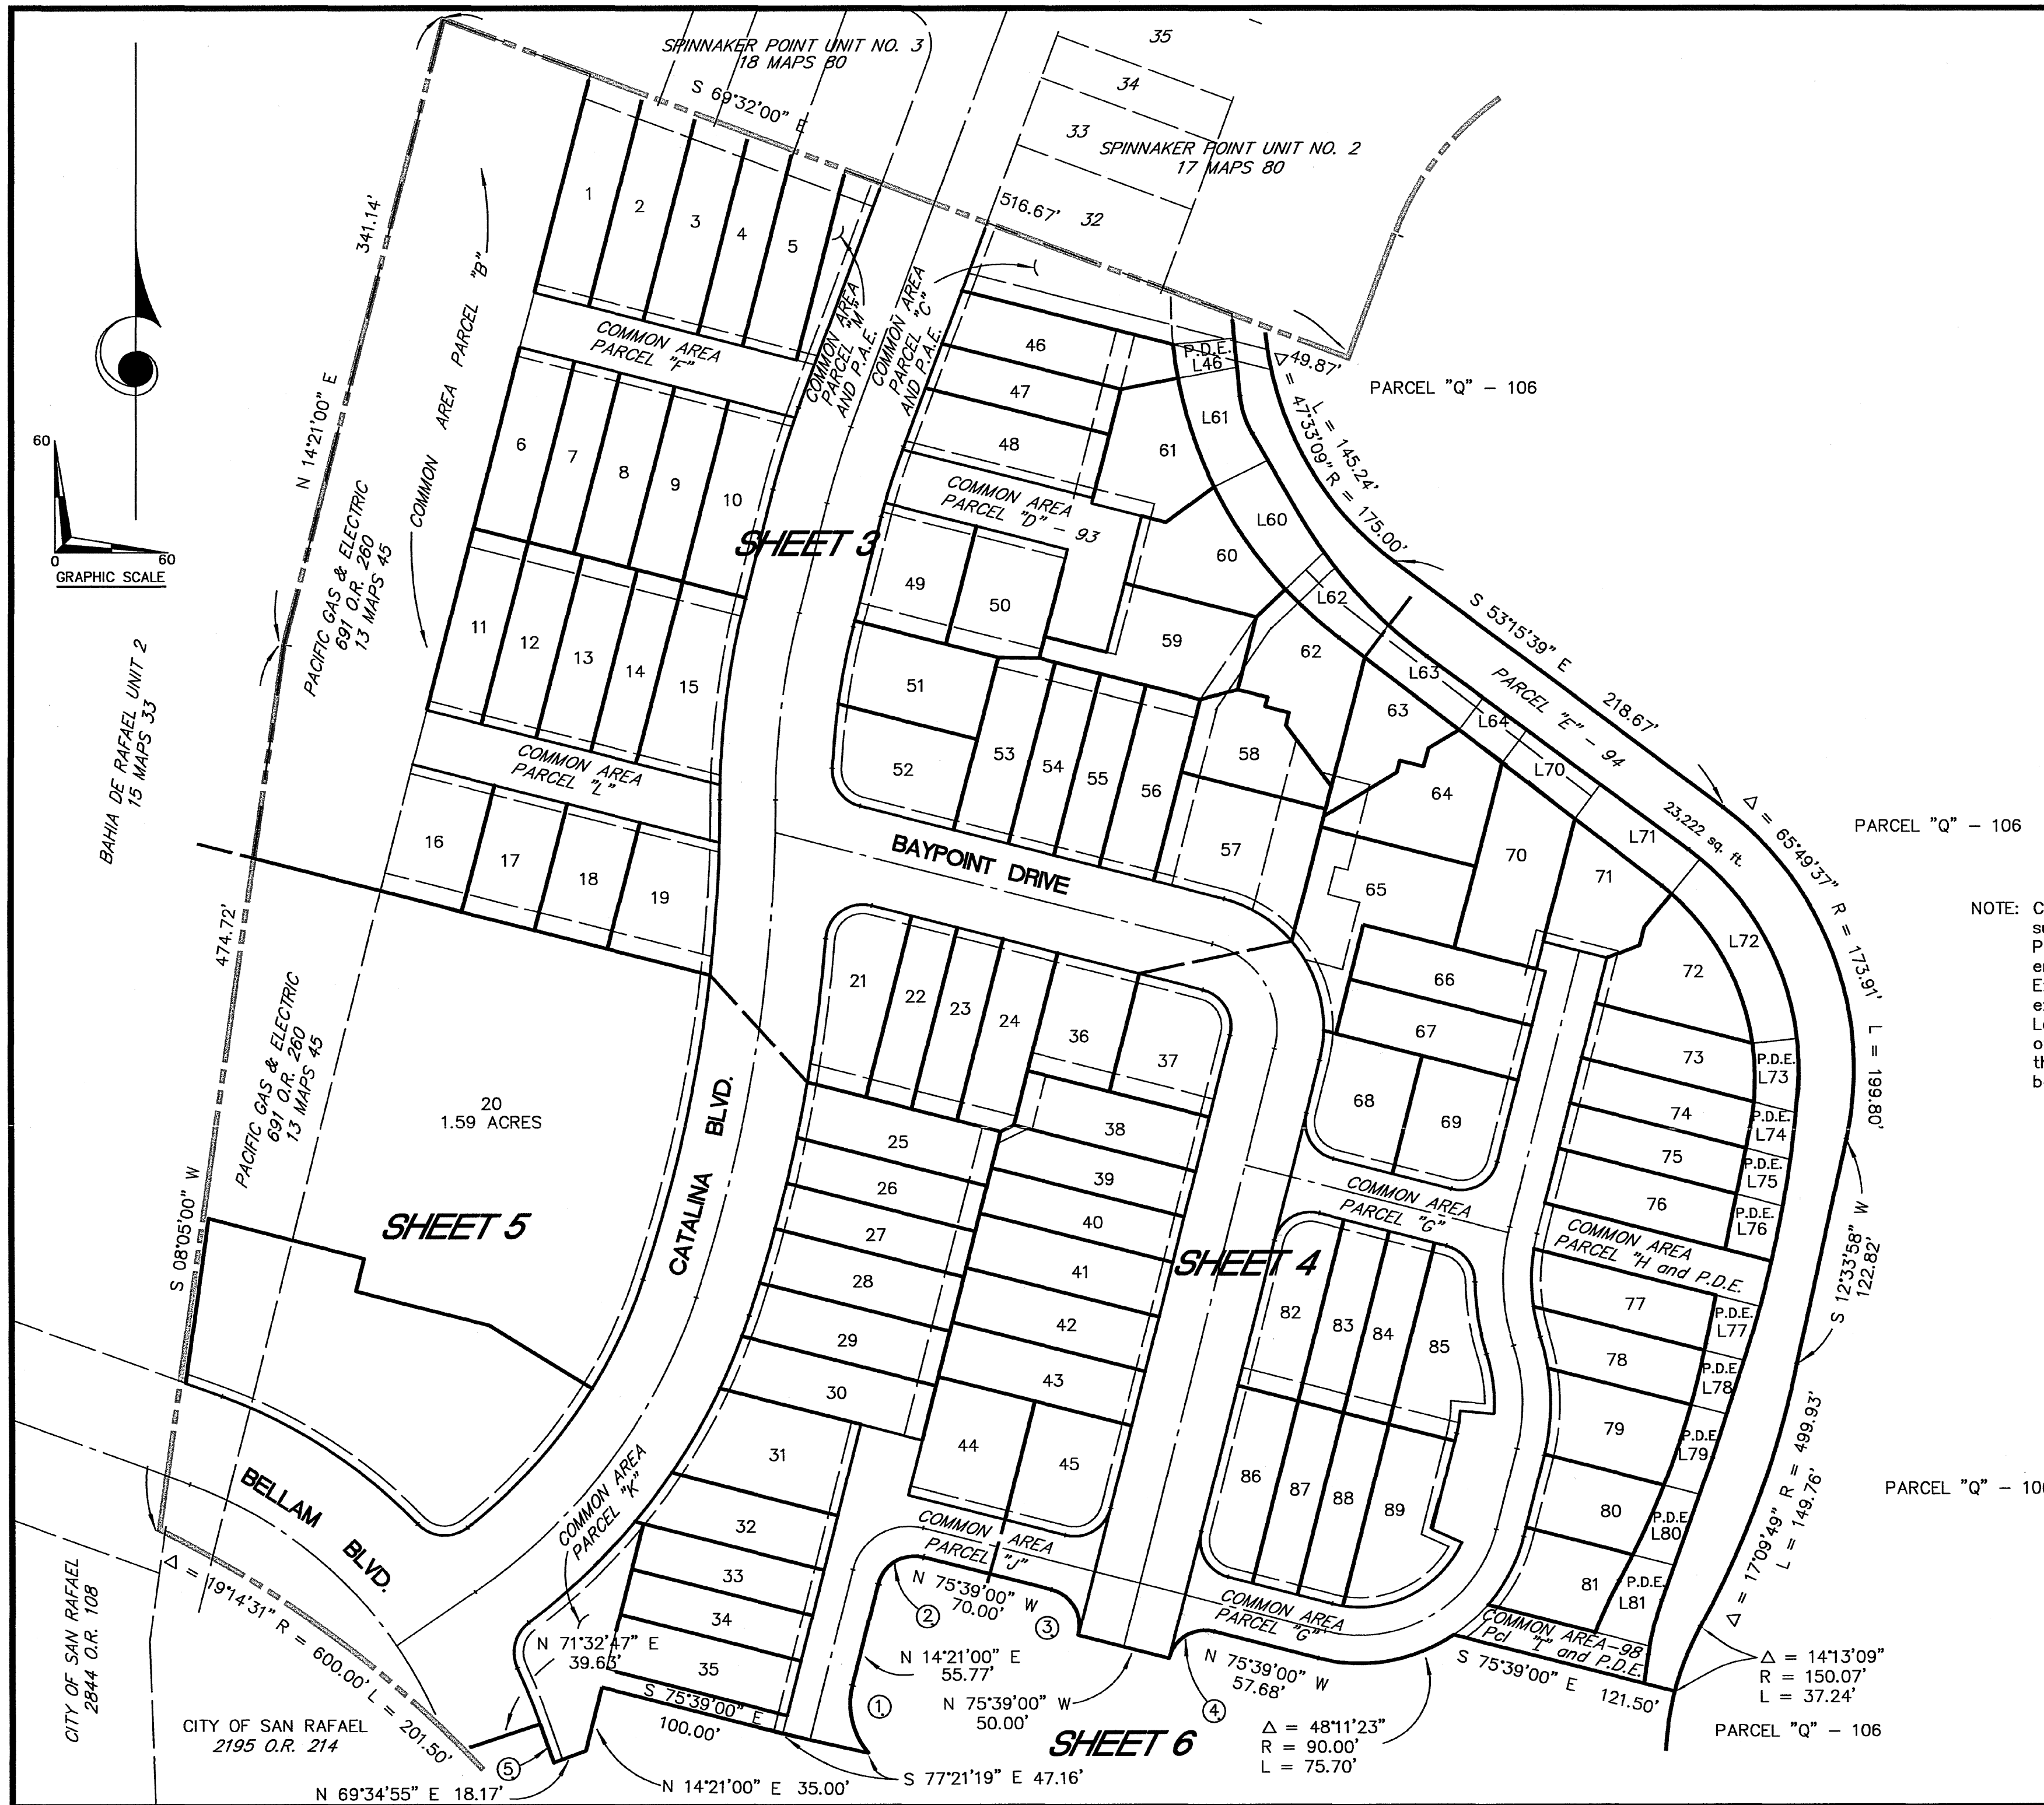 SPINNAKER POINT UNIT NO. 3
18 MAPS 80
S 69°32'00" E
35
34
33
SPINNAKER POINT UNIT NO. 2
17 MAPS 80
516.67'
32
341.14'
N 14°21'00" E
COMMON AREA PARCEL "B"
PACIFIC GAS & ELECTRIC
691 O.R. 260
13 MAPS 45
60
0
60
GRAPHIC SCALE
BAHIA DE RAFAEL UNIT 2
15 MAPS 33
1
2
3
4
5
COMMON AREA
PARCEL "F"
COMMON AREA
PARCEL "M"
AND P.A.E.
COMMON AREA
PARCEL "C"
AND P.A.E.
6
7
8
9
10
SHEET 3
11
12
13
14
15
COMMON AREA
PARCEL "L"
16
17
18
19
46
47
48
P.D.E.
L46
L61
61
49.87'
PARCEL "Q" – 106
Δ = 47°33'09" R = 175.00'
L = 145.24'
COMMON AREA
PARCEL "D" – 93
L60
60
49
50
59
L62
62
S 53°15'39" E
218.67'
51
52
53
54
55
56
58
57
63
L63
L64
PARCEL "E" – 94
23,222 sq. ft.
64
L70
65
70
71
L71
L72
72
Δ = 65°49'37" R = 173.91' L = 199.80'
PARCEL "Q" – 106
NOTE: C
su
P
en
E
ex
L
o
th
b
BAYPOINT DRIVE
474.72'
S 08°05'00" W
PACIFIC GAS & ELECTRIC
691 O.R. 260
13 MAPS 45
20
1.59 ACRES
SHEET 5
CATALINA BLVD.
21
22
23
24
36
37
66
67
68
69
25
26
27
28
29
30
38
39
40
41
42
43
44
45
SHEET 4
COMMON AREA
PARCEL "G"
73
P.D.E.
L73
74
P.D.E.
L74
75
P.D.E.
L75
76
P.D.E.
L76
COMMON AREA
PARCEL "H and P.D.E.
77
P.D.E.
L77
78
P.D.E.
L78
79
P.D.E.
L79
80
P.D.E.
L80
81
P.D.E.
L81
S 12°33'58" W
122.82'
Δ = 17°09'49" R = 499.93'
L = 149.76'
PARCEL "Q" – 106
82
83
84
85
86
87
88
89
31
32
33
34
35
COMMON AREA
PARCEL "K"
BELLAM BLVD.
Δ = 19°14'31" R = 600.00' L = 201.50'
CITY OF SAN RAFAEL
2844 O.R. 108
CITY OF SAN RAFAEL
2195 O.R. 214
N 71°32'47" E
39.63'
S 75°39'00" E
100.00'
5
N 69°34'55" E 18.17'
N 14°21'00" E 35.00'
S 77°21'19" E 47.16'
COMMON AREA
PARCEL "J"
N 75°39'00" W
70.00'
2
3
N 14°21'00" E
55.77'
1
N 75°39'00" W
50.00'
SHEET 6
4
COMMON AREA
PARCEL "G"
N 75°39'00" W
57.68'
Δ = 48°11'23"
R = 90.00'
L = 75.70'
COMMON AREA-98
Pcl "I" and P.D.E.
S 75°39'00" E 121.50'
Δ = 14°13'09"
R = 150.07'
L = 37.24'
PARCEL "Q" – 106